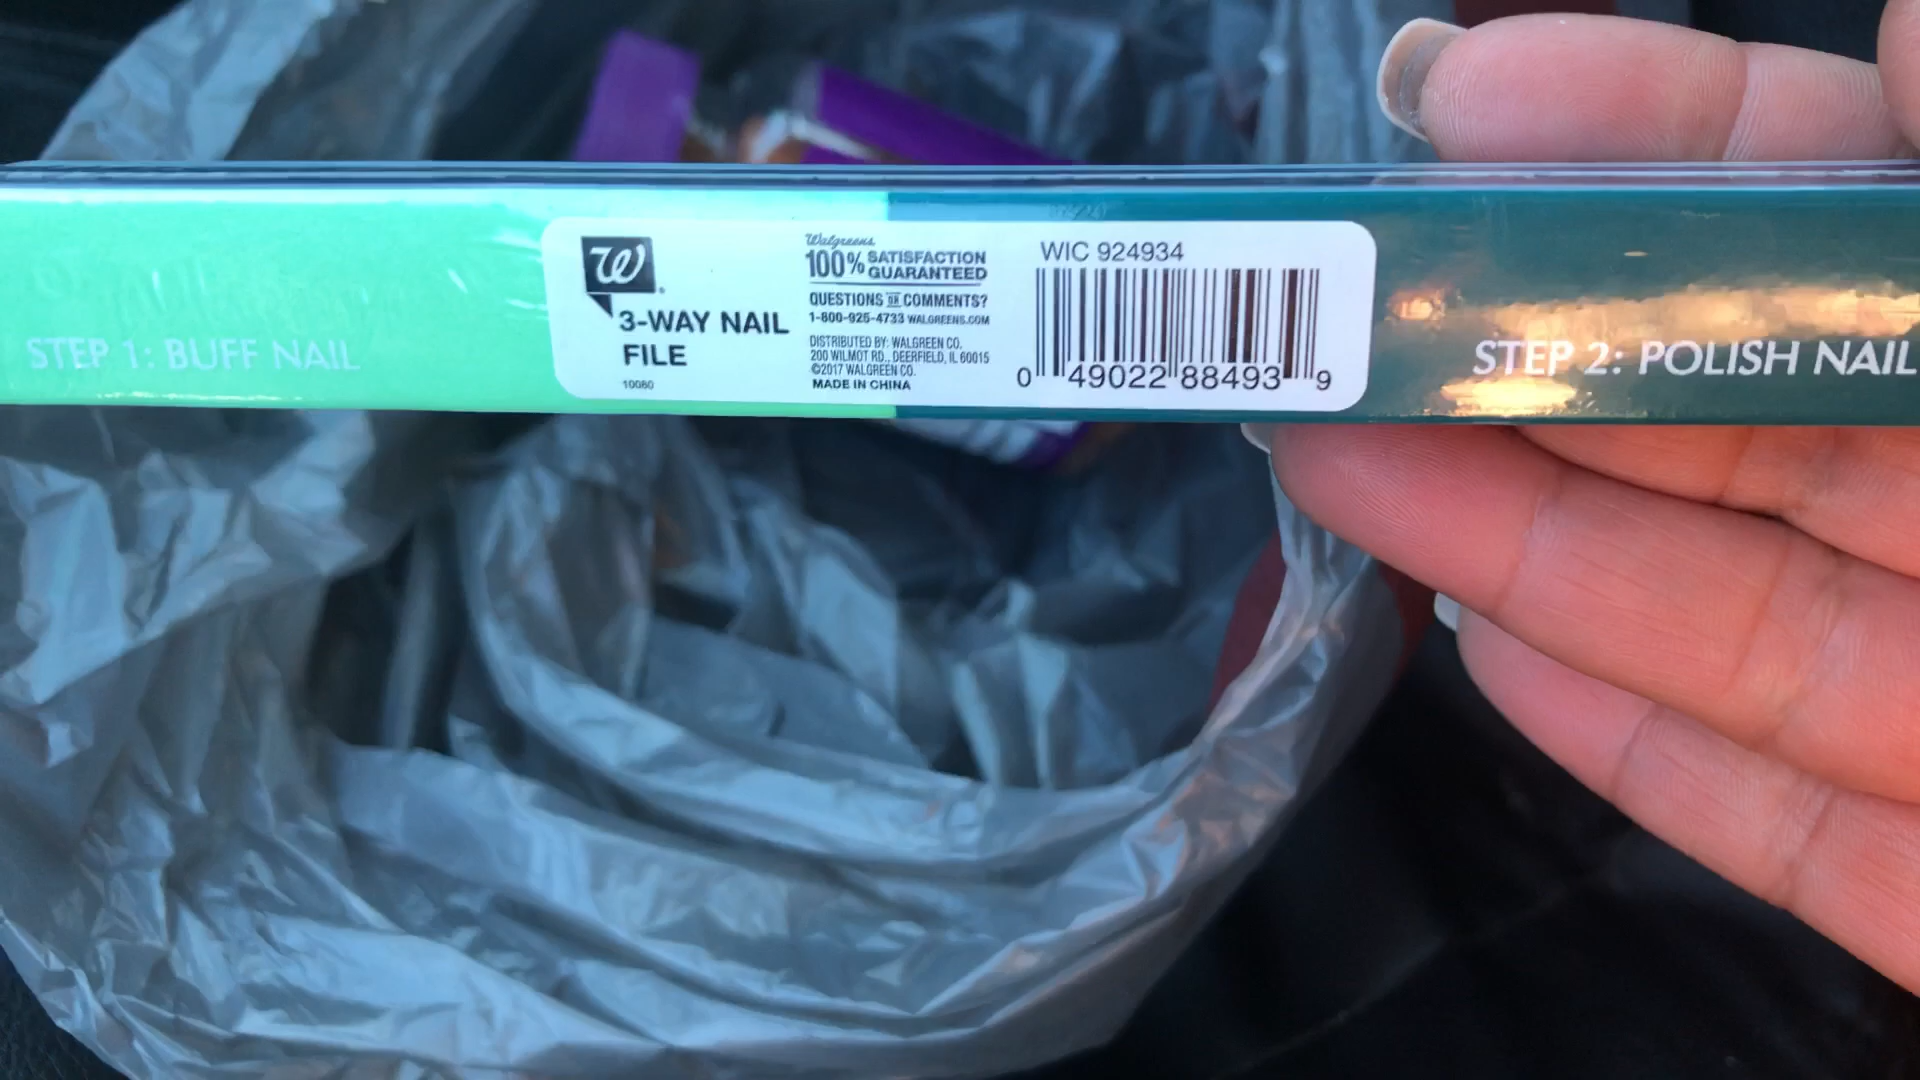 STEP 1: BUFF NAIL
W
3-WAY NAIL
FILE
10080
Walgreens
100% SATISFACTION
GUARANTEED
QUESTIONS OR COMMENTS?
1-800-925-4733 WALGREENS.COM
DISTRIBUTED BY: WALGREEN CO.
200 WILMOT RD., DEERFIELD, IL 60015
©2017 WALGREEN CO.
MADE IN CHINA
WIC 924934
0 49022 88493 9
STEP 2: POLISH NAIL